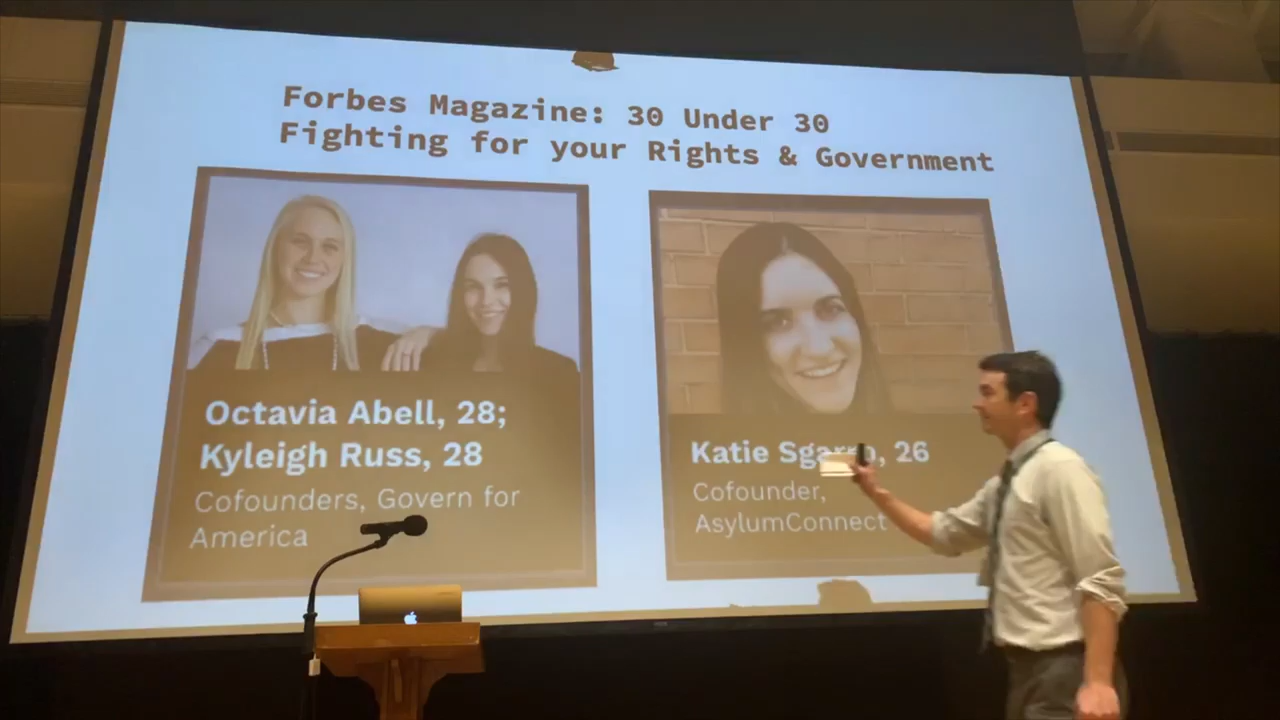 Forbes Magazine: 30 Under 30
Fighting for your Rights & Government
Octavia Abell, 28;
Kyleigh Russ, 28
Cofounders, Govern for
America
Katie Sgarro, 26
Cofounder,
AsylumConnect